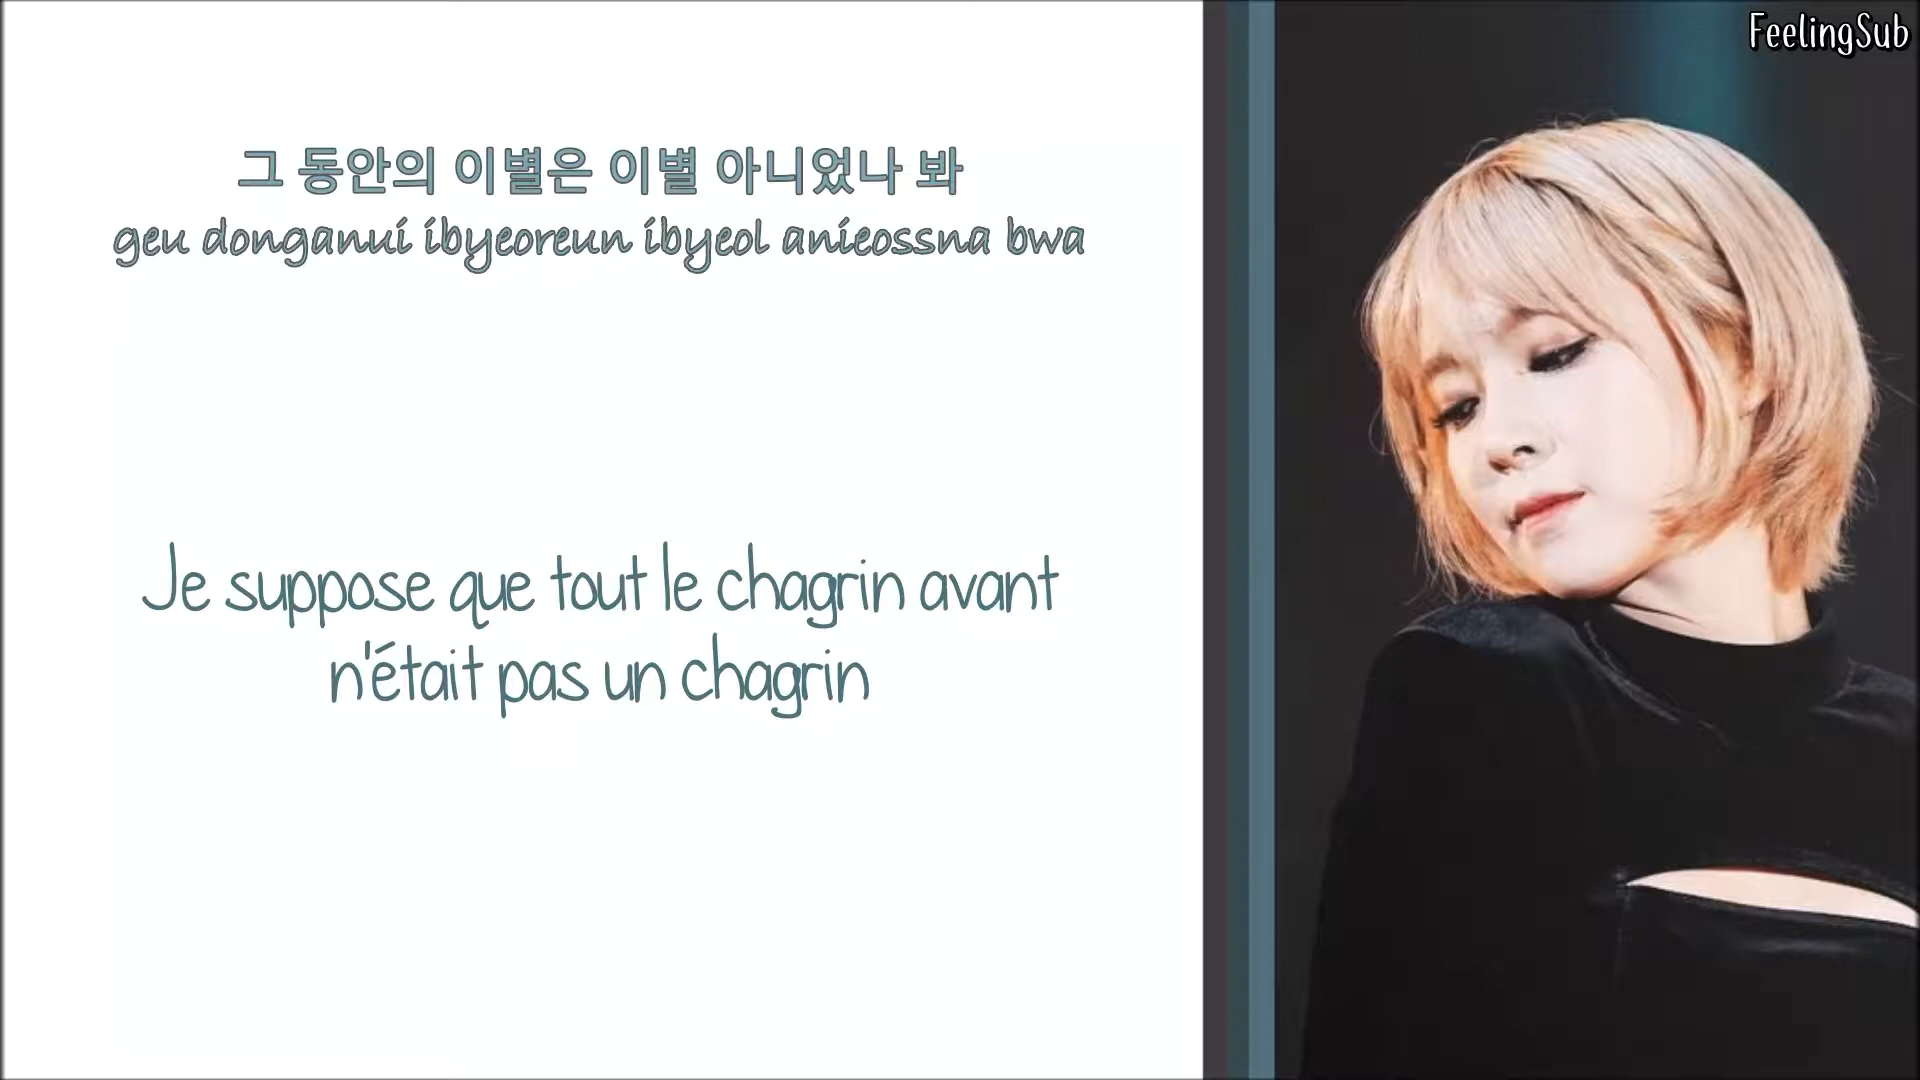 FeelingSub
그 동안의 이별은 이별 아니었나 봐
geu donganui ibyeoreun ibyeol anieossna bwa
Je suppose que tout le chagrin avant
n'était pas un chagrin